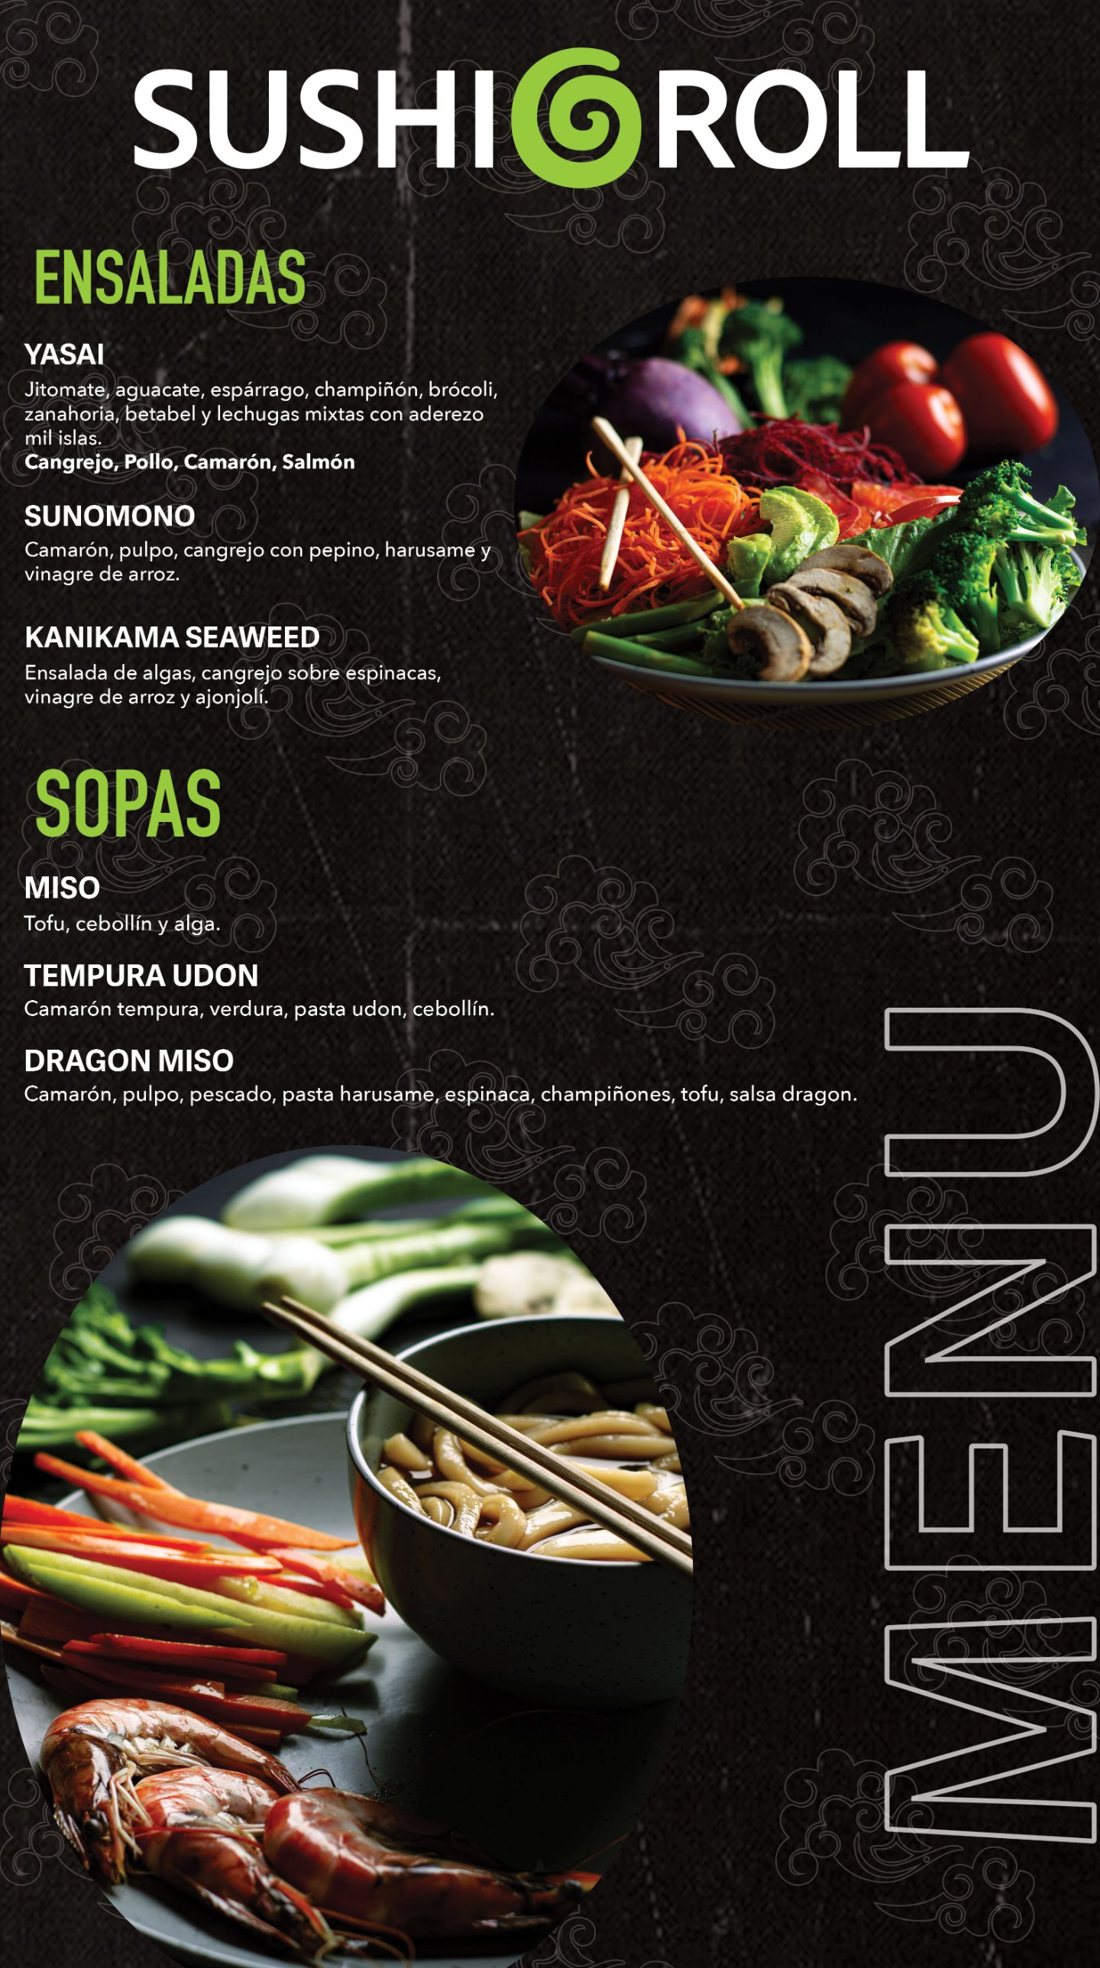 SUSHI ROLL
ENSALADAS
YASAI
Jitomate, aguacate, espárrago, champiñón, brócoli,
zanahoria, betabel y lechugas mixtas con aderezo
mil islas.
Cangrejo, Pollo, Camarón, Salmón
SUNOMONO
Camarón, pulpo, cangrejo con pepino, harusame y
vinagre de arroz.
KANIKAMA SEAWEED
Ensalada de algas, cangrejo sobre espinacas,
vinagre de arroz y ajonjolí.
SOPAS
MISO
Tofu, cebollín y alga.
TEMPURA UDON
Camarón tempura, verdura, pasta udon, cebollín.
DRAGON MISO
Camarón, pulpo, pescado, pasta harusame, espinaca, champiñones, tofu, salsa dragon.
MENU